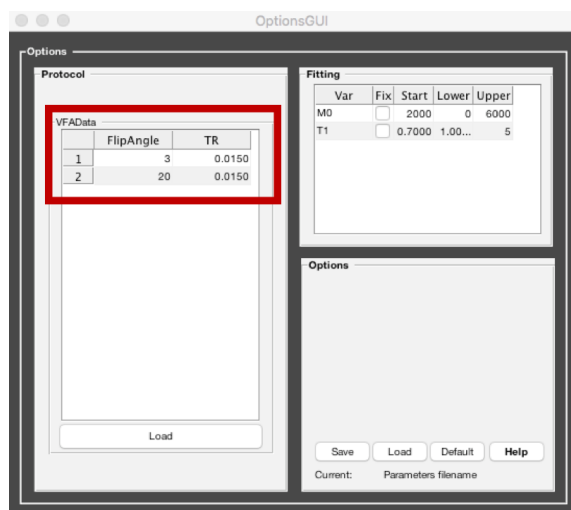 OptionsGUI
Options
Protocol
VFAData
FlipAngle TR
1 3 0.0150
2 20 0.0150
Load
Fitting
Var Fix Start Lower Upper
M0 2000 0 6000
T1 0.7000 1.00... 5
Options
Save Load Default Help
Current: Parameters filename